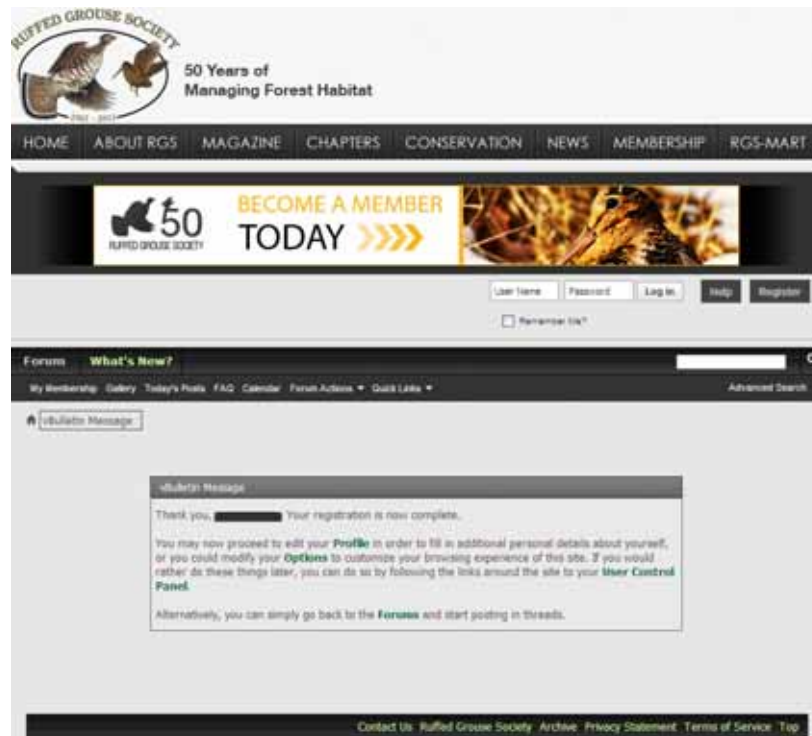 RUFFED GROUSE SOCIETY
50 Years of
Managing Forest Habitat
HOME ABOUT RGS MAGAZINE CHAPTERS CONSERVATION NEWS MEMBERSHIP RGS-MART
50
RUFFED GROUSE SOCIETY
BECOME A MEMBER
TODAY
User Name Password Log in Help Register
Remember Me?
Forum What's New?
My Membership Gallery Today's Posts FAQ Calendar Forum Actions Quick Links Advanced Search
vBulletin Message
vBulletin Message
Thank you, Your registration is now complete.
You may now proceed to edit your Profile in order to fill in additional personal details about yourself,
or you could modify your Options to customize your browsing experience of this site. If you would
rather do these things later, you can do so by following the links around the site to your User Control
Panel.
Alternatively, you can simply go back to the Forums and start posting in threads.
Contact Us Ruffed Grouse Society Archive Privacy Statement Terms of Service Top